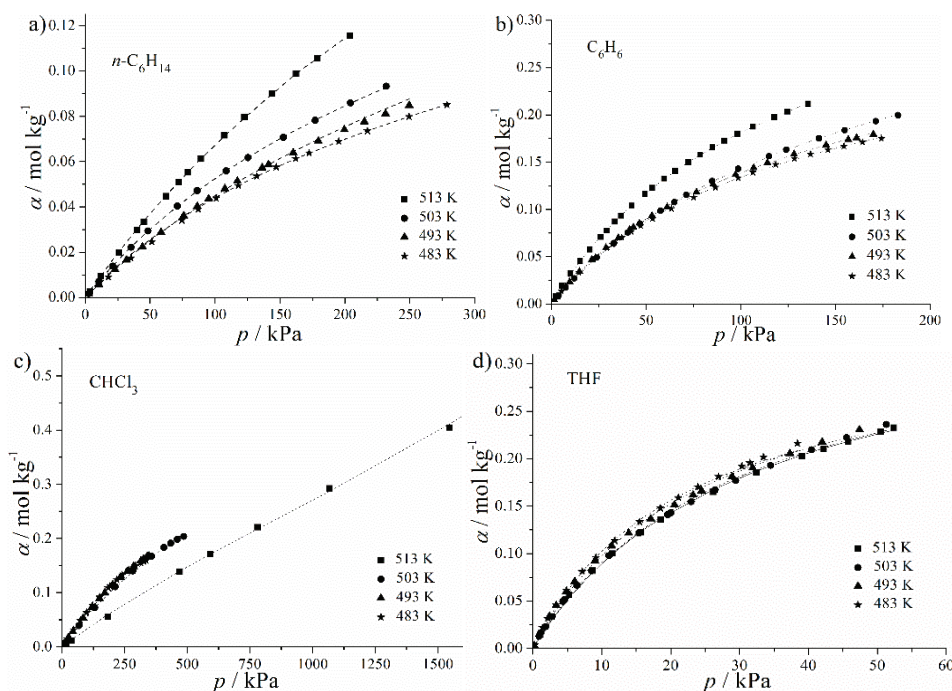 a)
n-C6H14
α / mol kg-1
0.12
0.10
0.08
0.06
0.04
0.02
0.00
513 K
503 K
493 K
483 K
0 50 100 150 200 250 300
p / kPa
b)
C6H6
α / mol kg-1
0.30
0.25
0.20
0.15
0.10
0.05
0.00
513 K
503 K
493 K
483 K
0 50 100 150 200
p / kPa
c)
CHCl3
α / mol kg-1
0.5
0.4
0.3
0.2
0.1
0.0
513 K
503 K
493 K
483 K
0 250 500 750 1000 1250 1500
p / kPa
d)
THF
α / mol kg-1
0.30
0.25
0.20
0.15
0.10
0.05
0.00
513 K
503 K
493 K
483 K
0 10 20 30 40 50 60
p / kPa